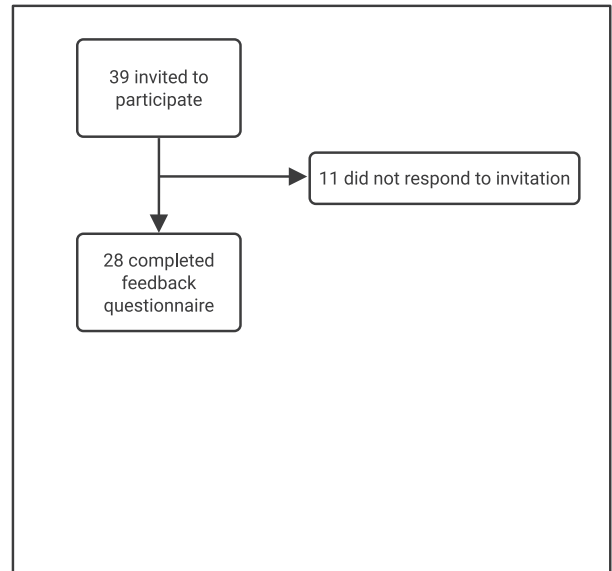 39 invited to
participate
11 did not respond to invitation
28 completed
feedback
questionnaire